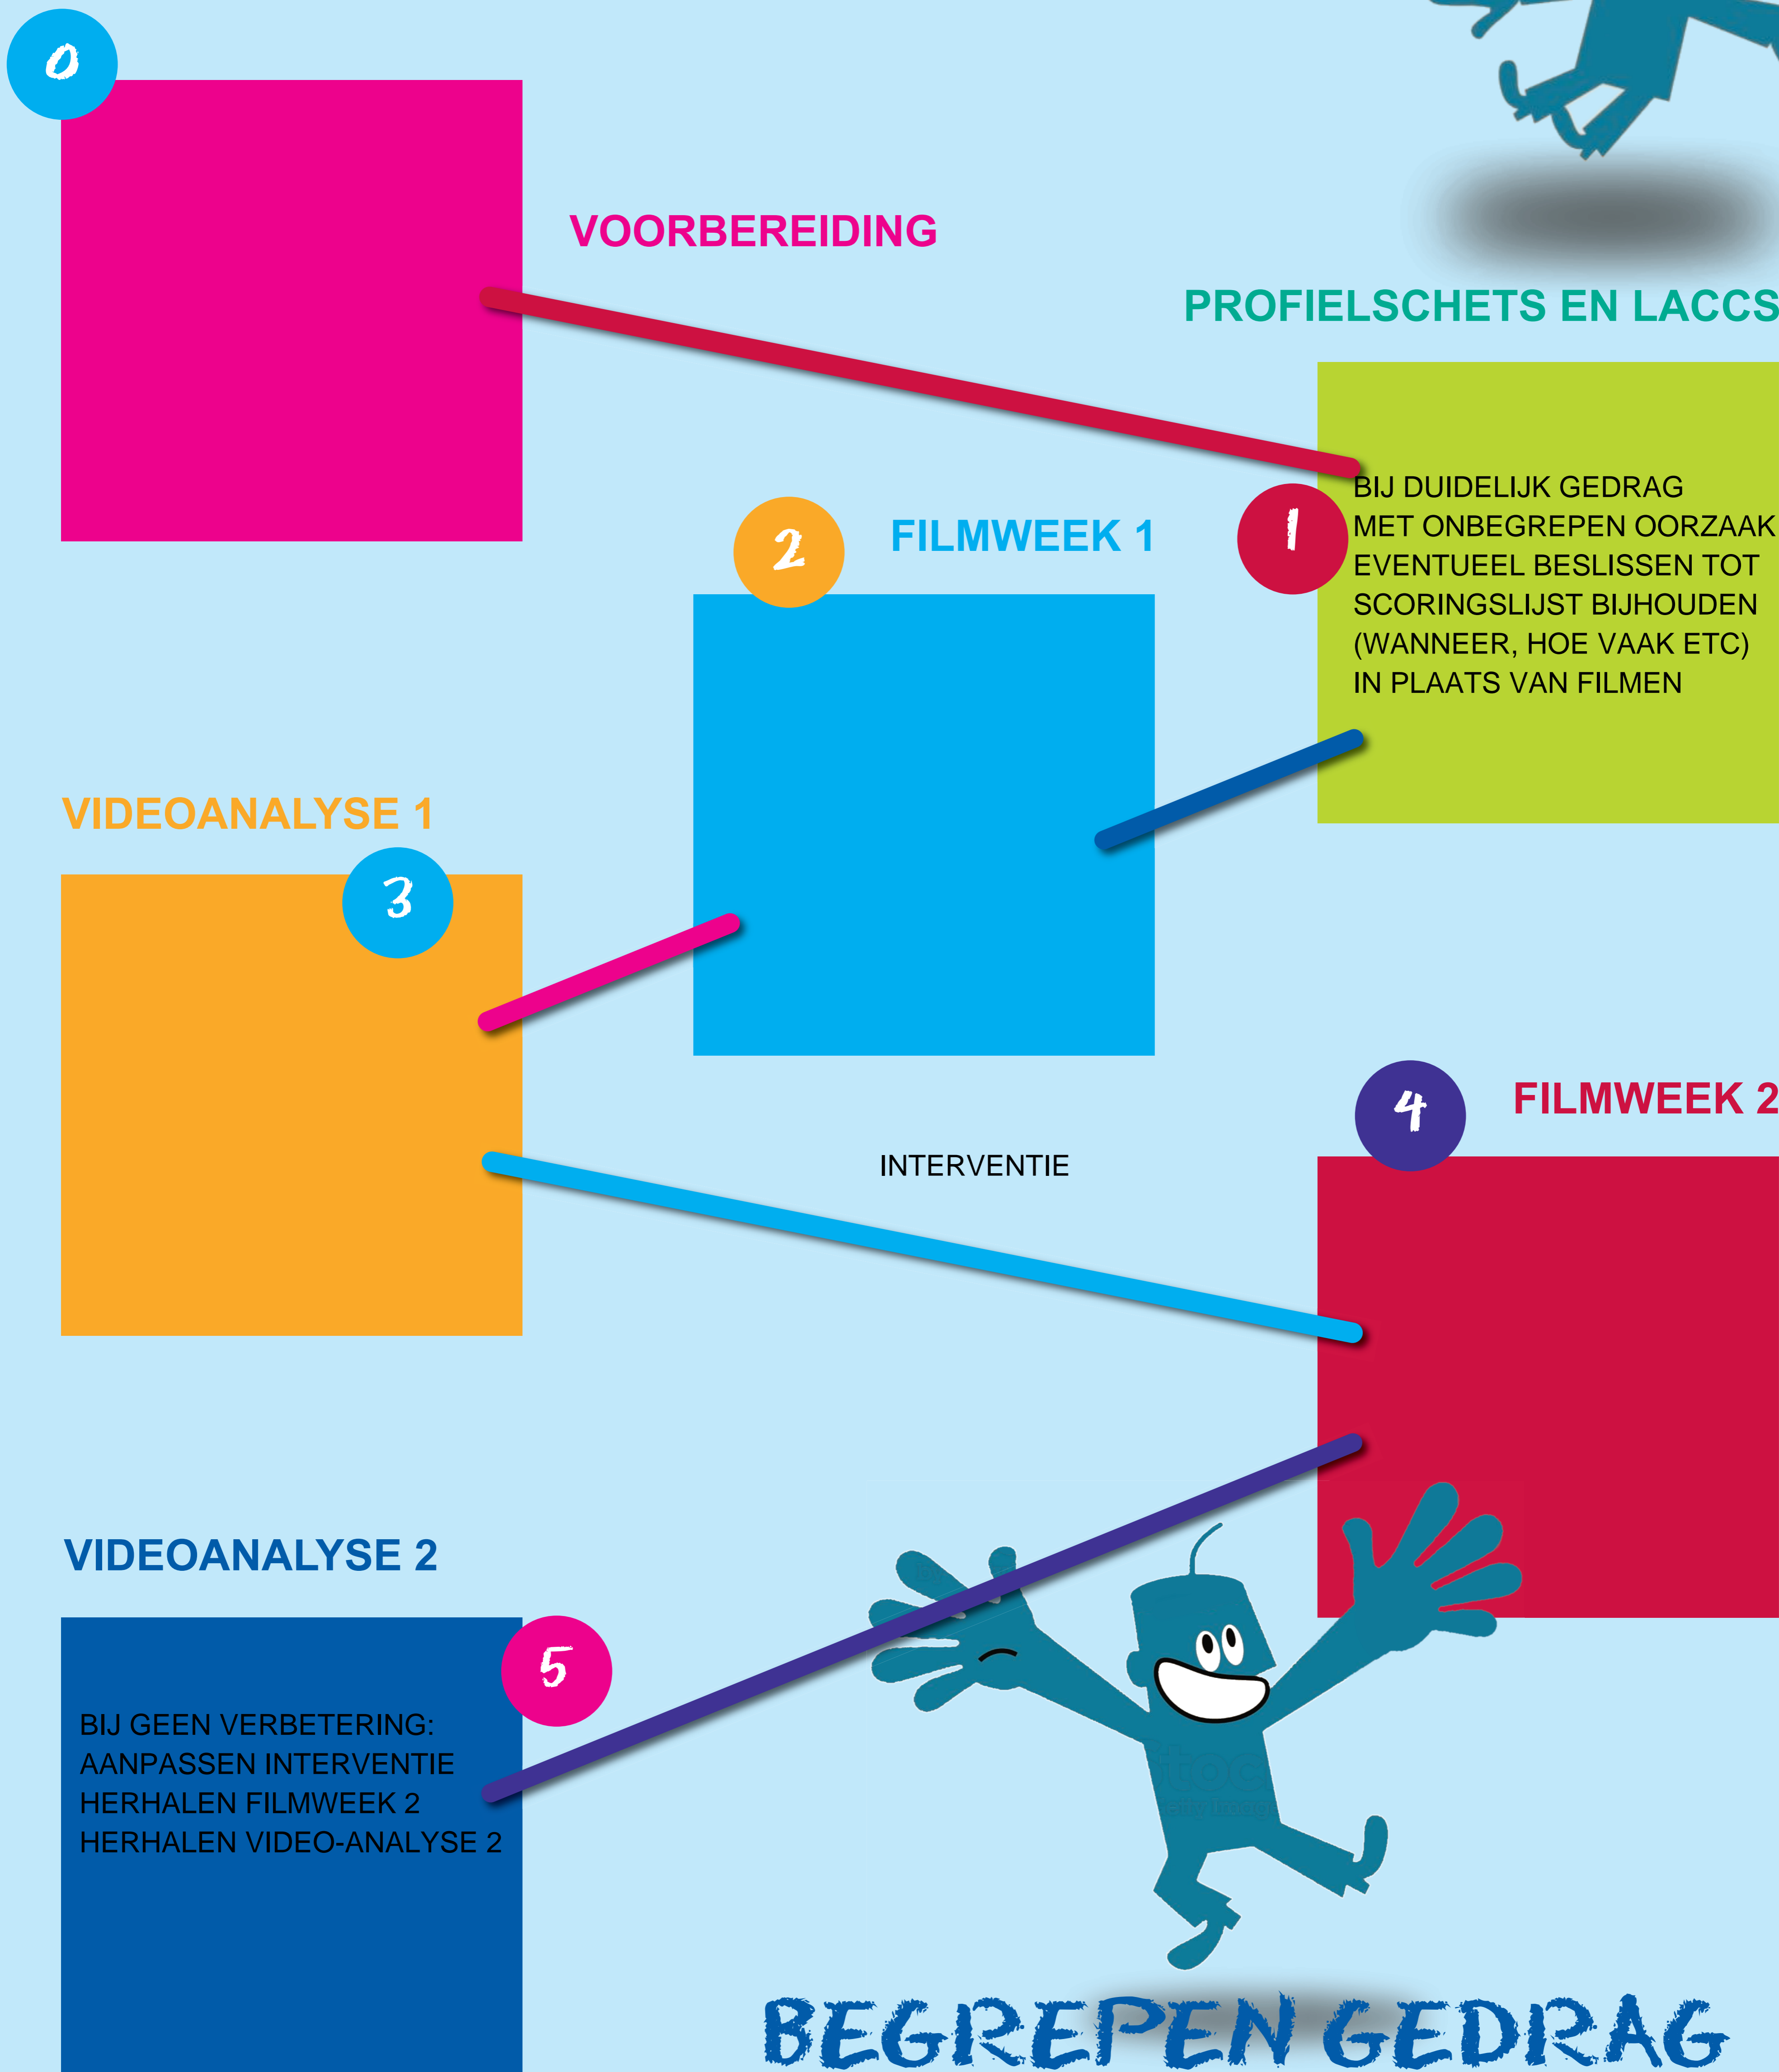 0
VOORBEREIDING
PROFIELSCHETS EN LACCS
1
BIJ DUIDELIJK GEDRAG
MET ONBEGREPEN OORZAAK
EVENTUEEL BESLISSEN TOT
SCORINGSLIJST BIJHOUDEN
(WANNEER, HOE VAAK ETC)
IN PLAATS VAN FILMEN
2
FILMWEEK 1
VIDEOANALYSE 1
3
INTERVENTIE
4
FILMWEEK 2
VIDEOANALYSE 2
5
BIJ GEEN VERBETERING:
AANPASSEN INTERVENTIE
HERHALEN FILMWEEK 2
HERHALEN VIDEO-ANALYSE 2
BEGREPEN GEDRAG